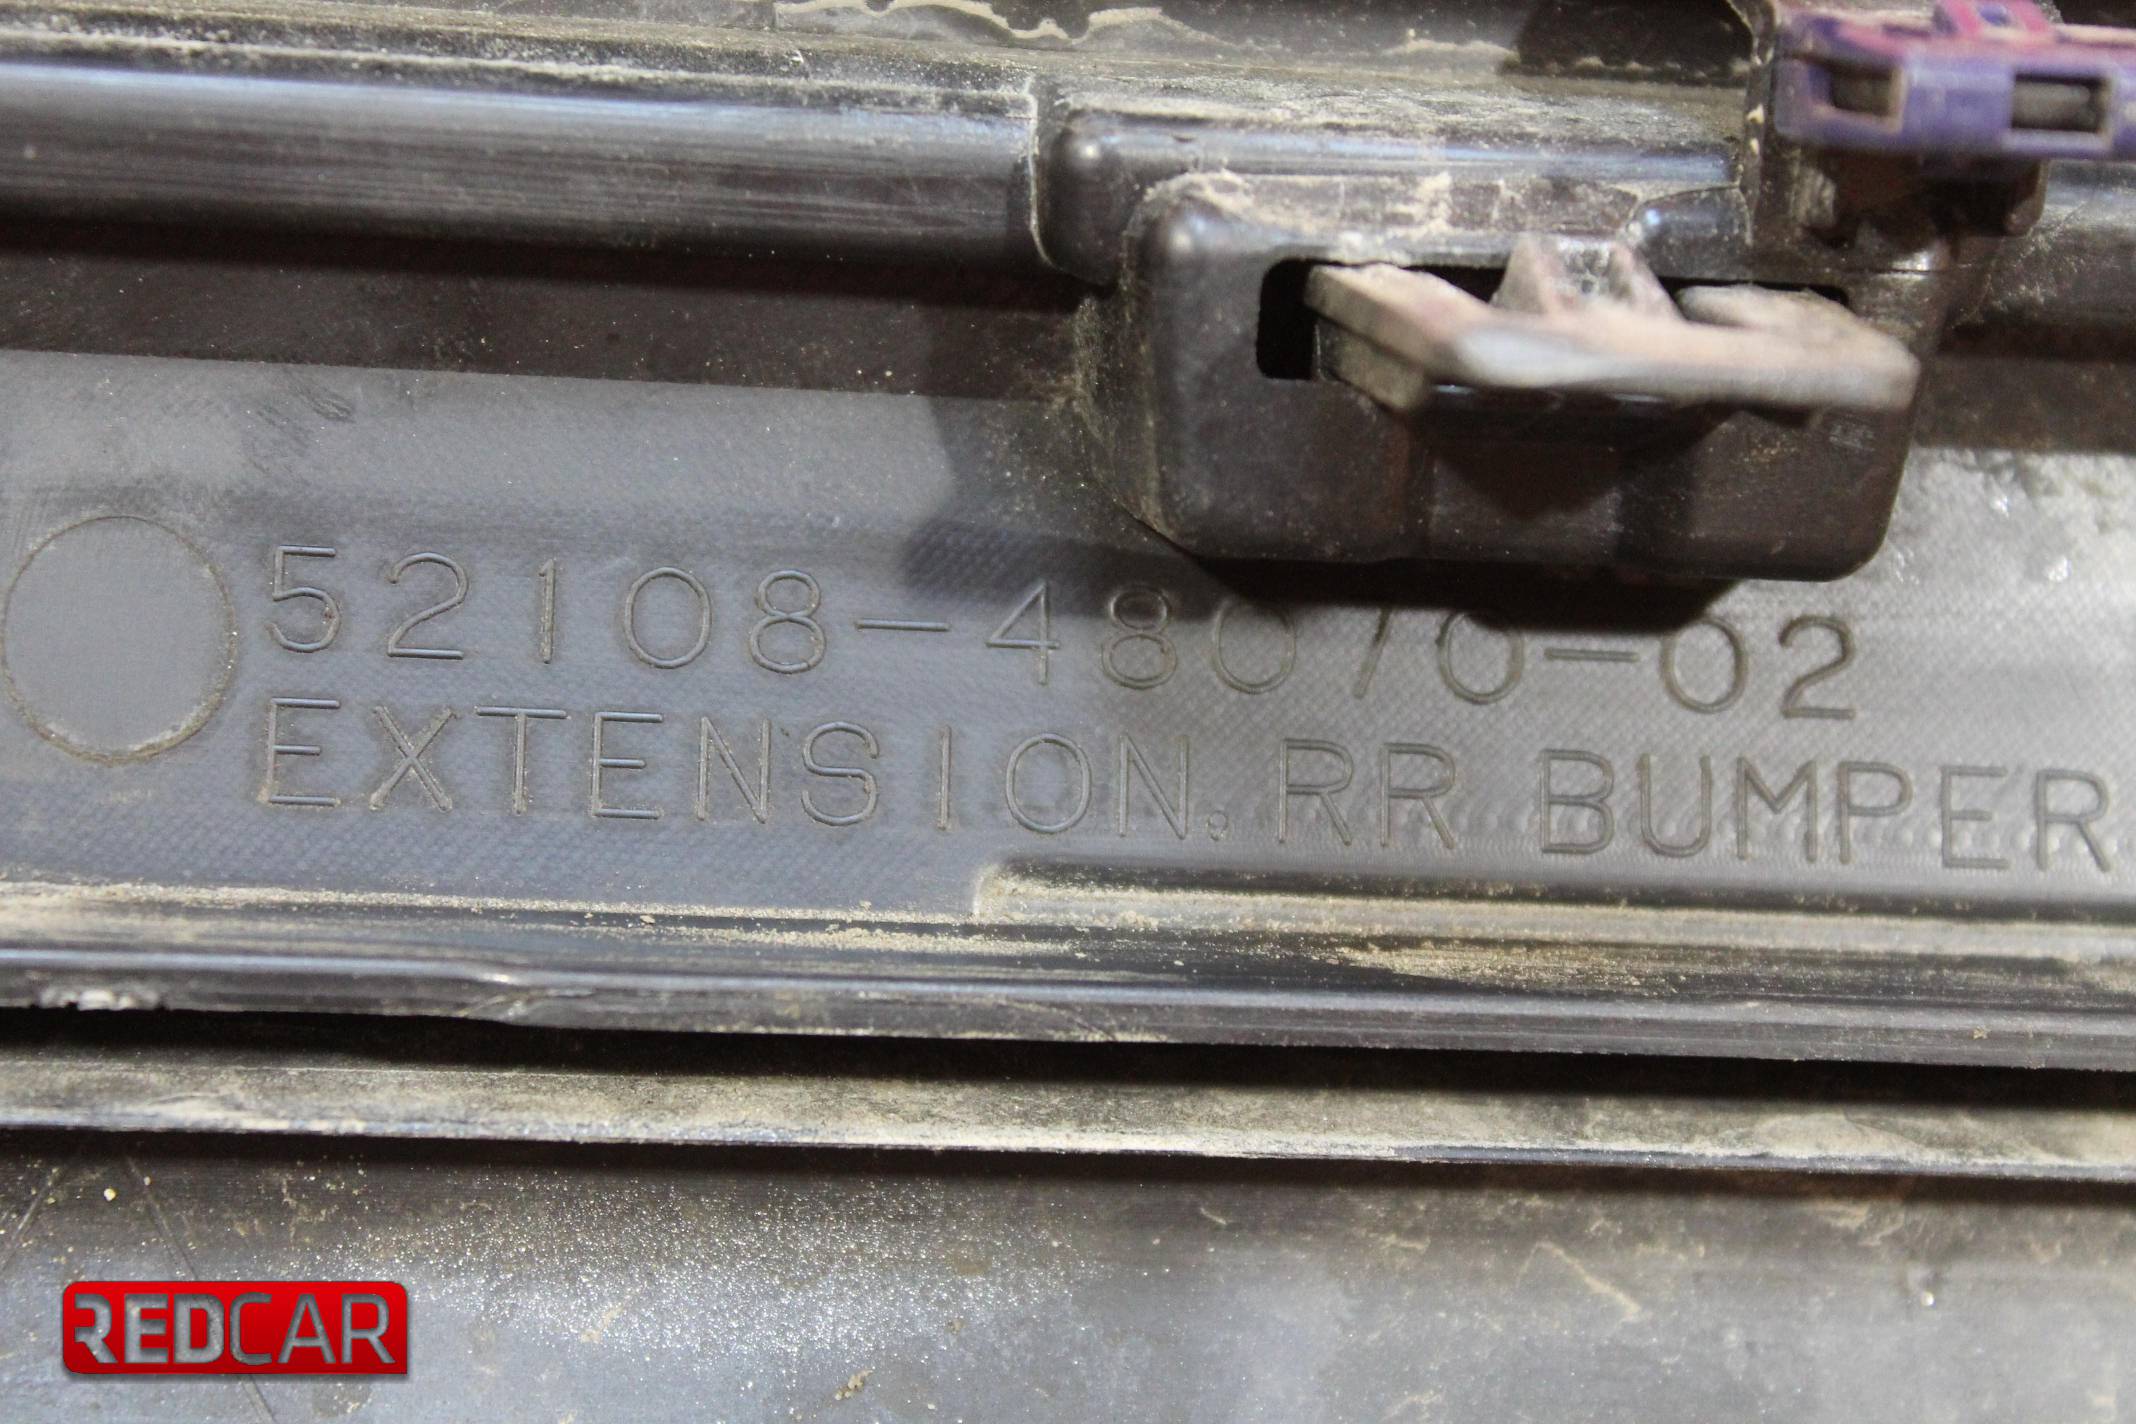 52108-48070-02
EXTENSION, RR BUMPER
REDCAR